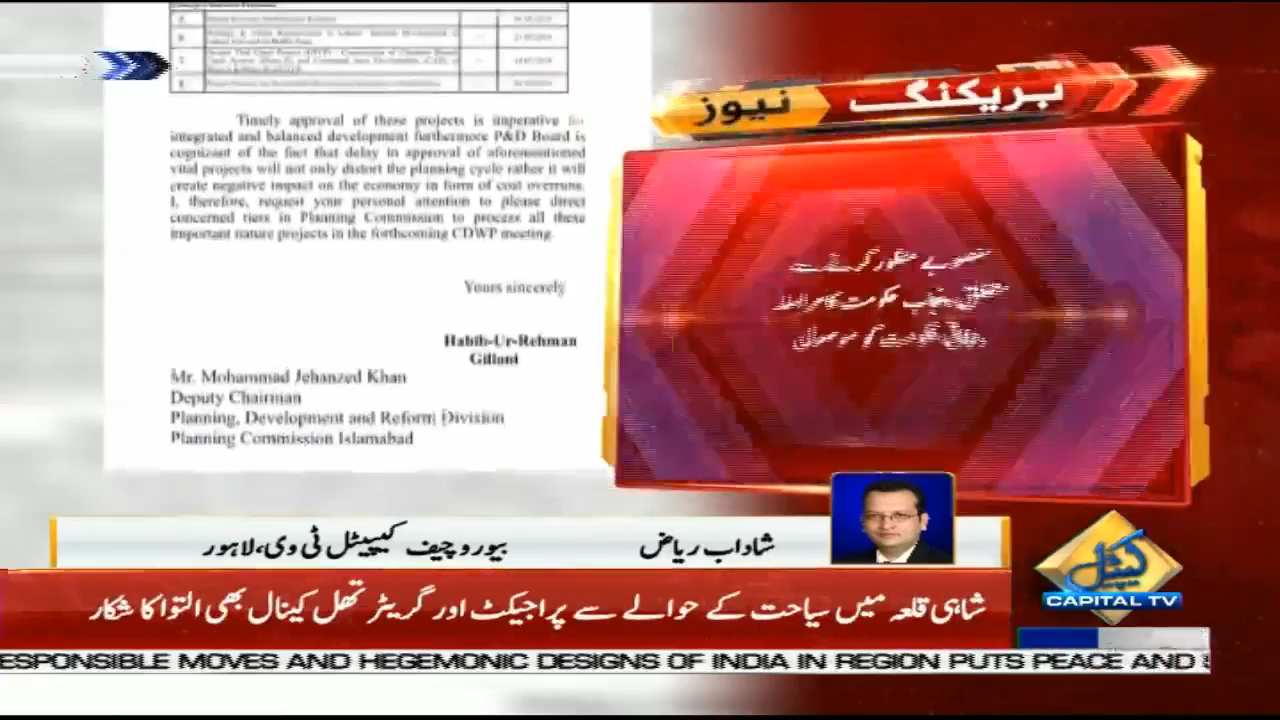 Timely approval of these projects is imperative for
integrated and balanced development furthermore P&D Board is
cognizant of the fact that delay in approval of aforementioned
vital projects will not only distort the planning cycle rather it will
create negative impact on the economy in form of cost overruns.
I, therefore, request your personal attention to please direct
concerned tiers in Planning Commission to process all these
important nature projects in the forthcoming CDWP meeting.
Yours sincerely
Habib-Ur-Rehman
Gillani
Mr. Mohammad Jehanzed Khan
Deputy Chairman
Planning, Development and Reform Division
Planning Commission Islamabad
بریکنگ نیوز
منصوبے منظور کرنے سے
متعلق پنجاب حکومت کا مراسلہ
وفاقی حکومت کو موصول
شاداب ریاض
بیورو چیف کیپیٹل ٹی وی، لاہور
شاہی قلعہ میں سیاحت کے حوالے سے پراجیکٹ اور گریٹر تھل کینال بھی التوا کا شکار
کیپیٹل
CAPITAL TV
ESPONSIBLE MOVES AND HEGEMONIC DESIGNS OF INDIA IN REGION PUTS PEACE AND S